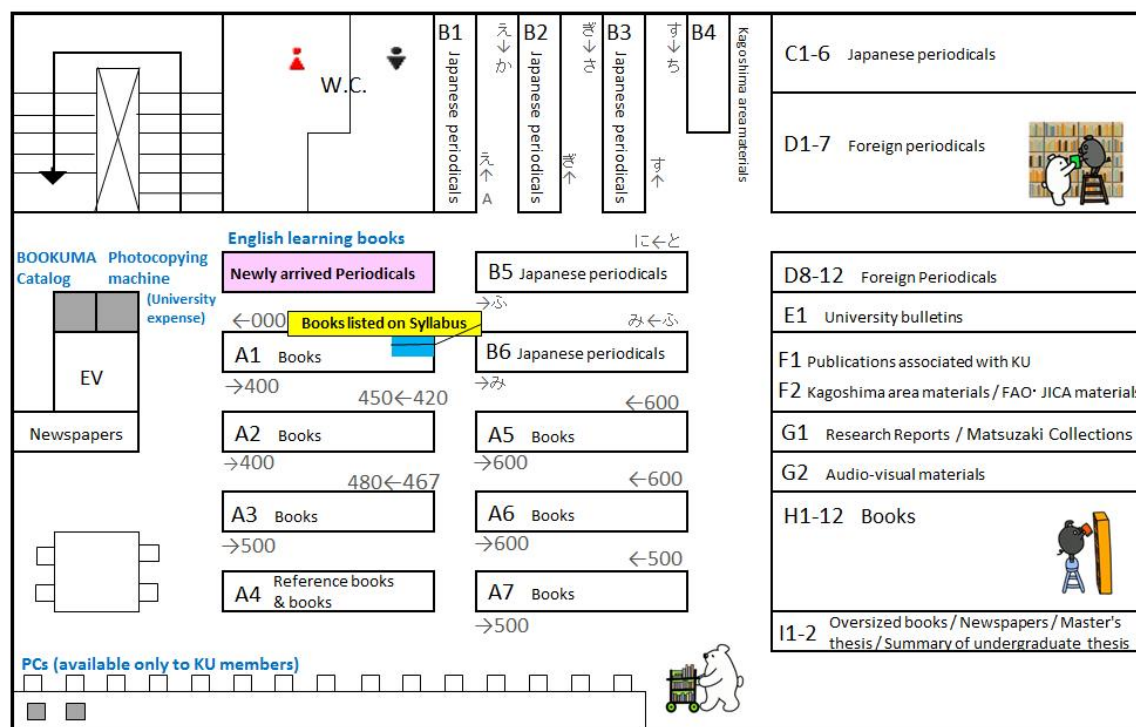 W.C.
B1
Japanese periodicals
え→か
え→
A
B2
Japanese periodicals
ぎ→さ
ぎ→
B3
Japanese periodicals
す→ち
す→
B4
Kagoshima area materials
C1-6 Japanese periodicals
D1-7 Foreign periodicals
BOOKUMA Catalog
Photocopying machine
(University expense)
EV
Newspapers
English learning books
Newly arrived Periodicals
←000
Books listed on Syllabus
A1 Books
→400
450←420
A2 Books
→400
480←467
A3 Books
→500
A4 Reference books
& books
に←と
B5 Japanese periodicals
→ふ
み←ふ
B6 Japanese periodicals
→み
←600
A5 Books
→600
←600
A6 Books
→600
←500
A7 Books
→500
D8-12 Foreign Periodicals
E1 University bulletins
F1 Publications associated with KU
F2 Kagoshima area materials / FAO・JICA materials
G1 Research Reports / Matsuzaki Collections
G2 Audio-visual materials
H1-12 Books
I1-2 Oversized books / Newspapers / Master's
thesis / Summary of undergraduate thesis
PCs (available only to KU members)